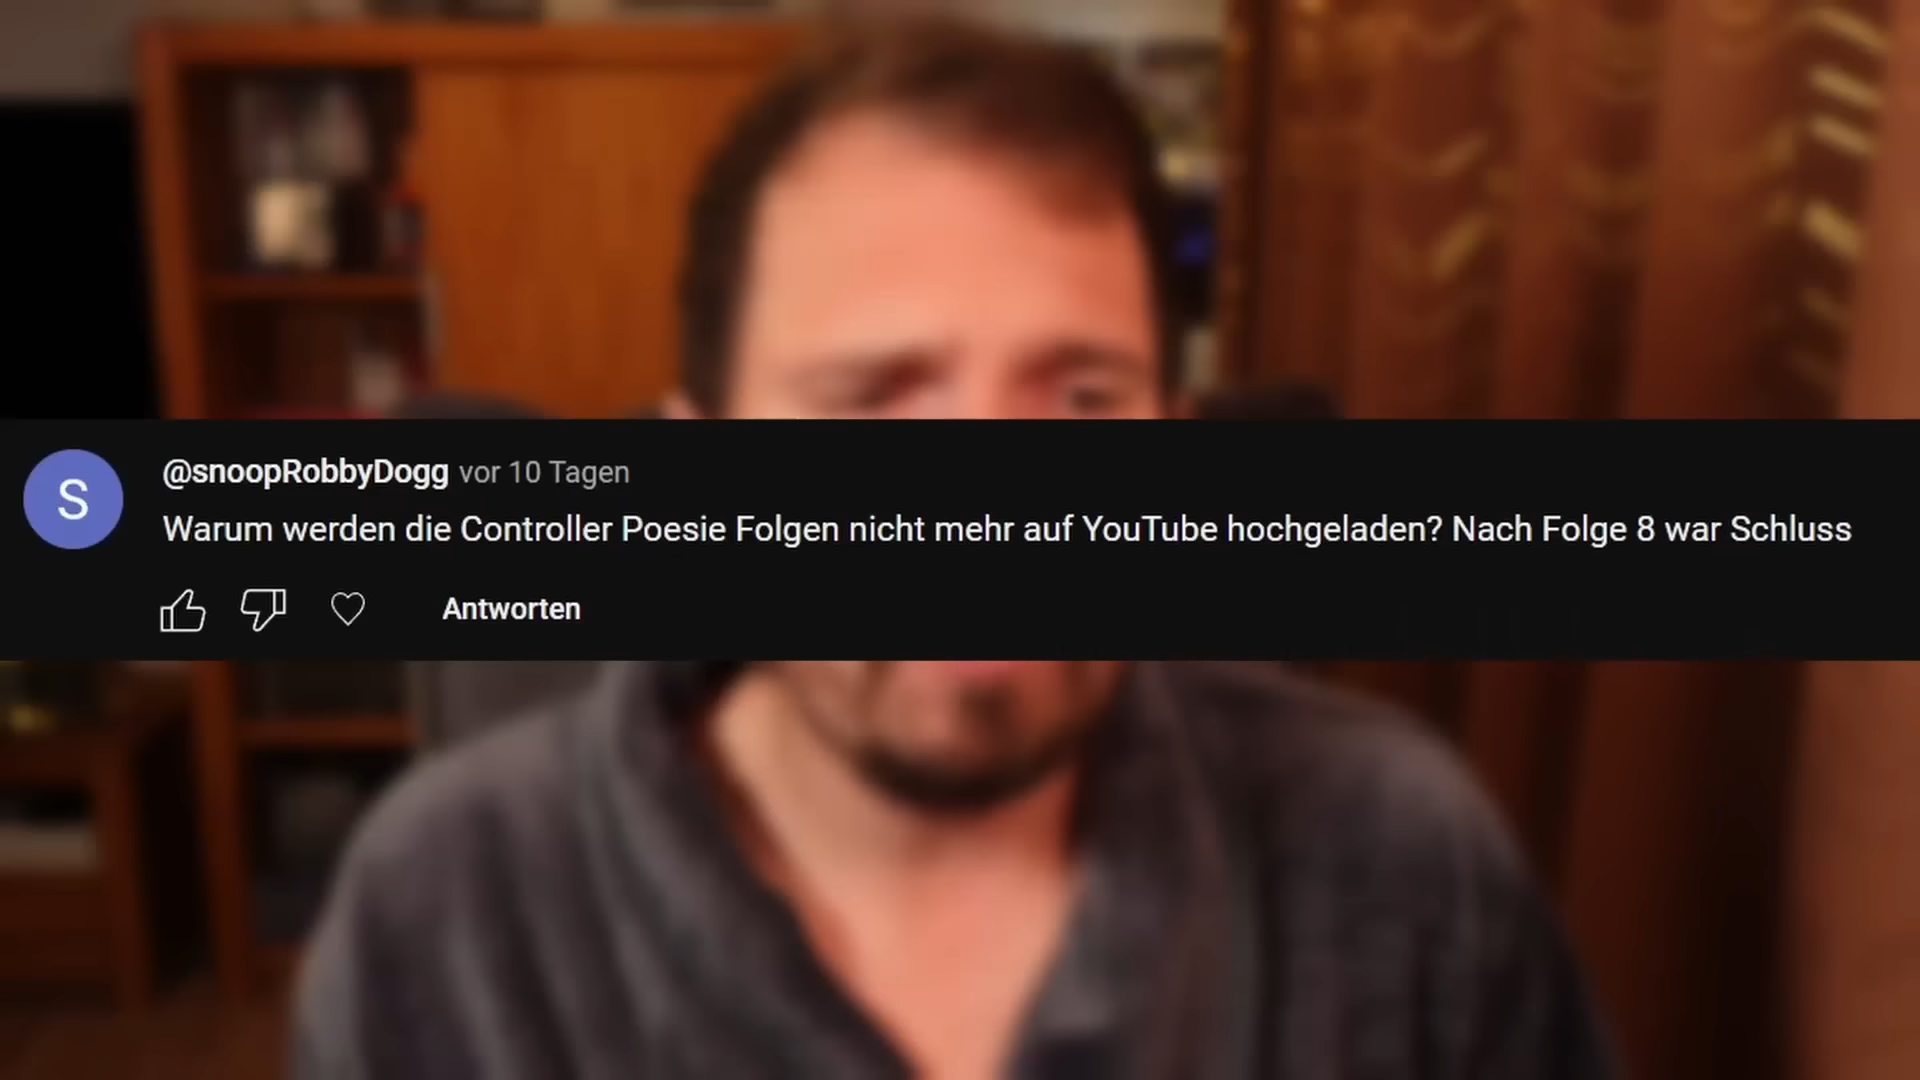 S
@snoopRobbyDogg vor 10 Tagen
Warum werden die Controller Poesie Folgen nicht mehr auf YouTube hochgeladen? Nach Folge 8 war Schluss
Antworten